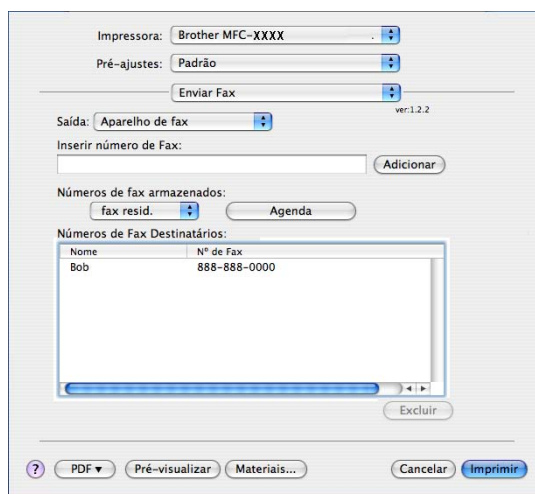 Impressora: Brother MFC-XXXX
Pré-ajustes: Padrão
Enviar Fax
ver:1.2.2
Saída: Aparelho de fax
Inserir número de Fax:
Adicionar
Números de fax armazenados:
fax resid. Agenda
Números de Fax Destinatários:
Nome Nº de Fax
Bob 888-888-0000
Excluir
? PDF▼ Pré-visualizar Materiais... Cancelar Imprimir